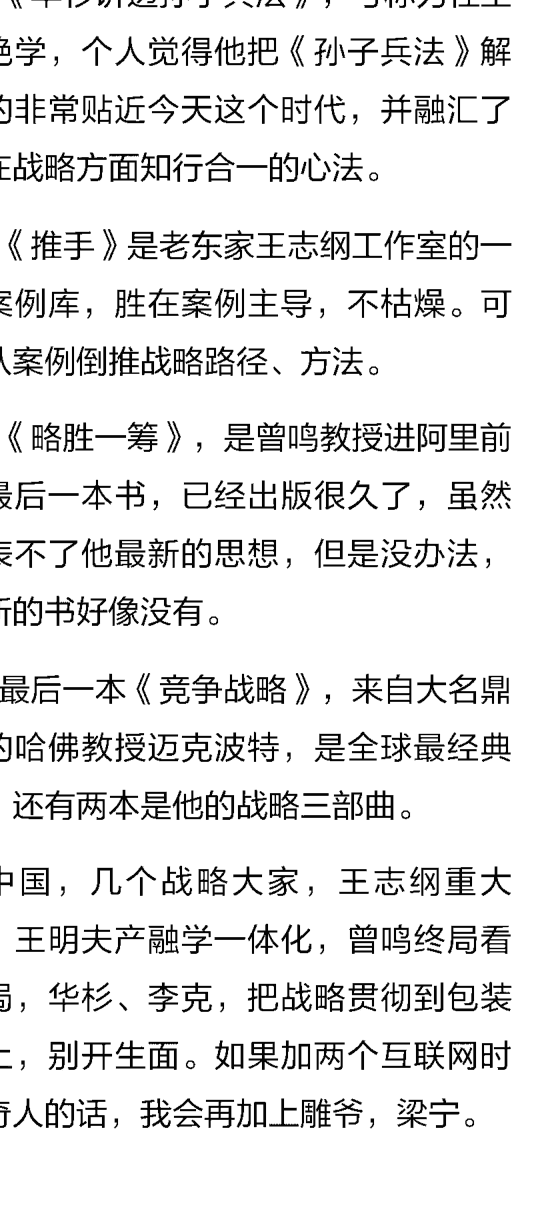 绝学，个人觉得他把《孙子兵法》解
的非常贴近今天这个时代，并融汇了
在战略方面知行合一的心法。
《推手》是老东家王志纲工作室的一
案例库，胜在案例主导，不枯燥。可
从案例倒推战略路径、方法。
《略胜一筹》，是曾鸣教授进阿里前
最后一本书，已经出版很久了，虽然
表不了他最新的思想，但是没办法，
新的书好像没有。
最后一本《竞争战略》，来自大名鼎
的哈佛教授迈克波特，是全球最经典
还有两本是他的战略三部曲。
中国，几个战略大家，王志纲重大
王明夫产融学一体化，曾鸣终局看
局，华杉、李克，把战略贯彻到包装
上，别开生面。如果加两个互联网时
奇人的话，我会再加上雕爷，梁宁。